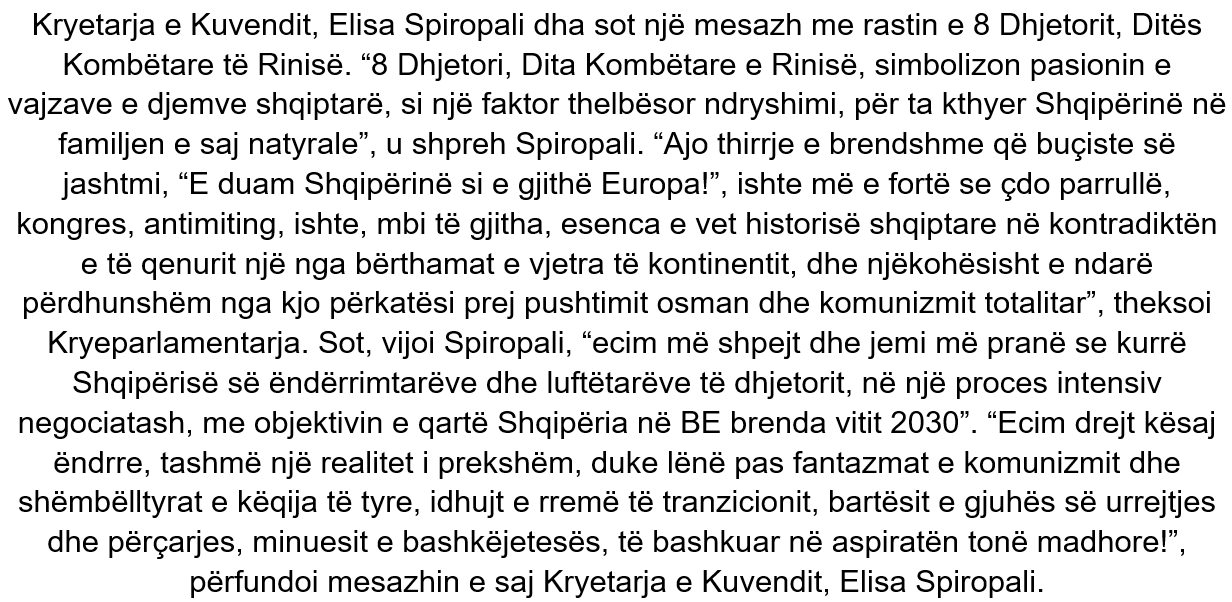 Kryetarja e Kuvendit, Elisa Spiropali dha sot një mesazh me rastin e 8 Dhjetorit, Ditës
Kombëtare të Rinisë. “8 Dhjetori, Dita Kombëtare e Rinisë, simbolizon pasionin e
vajzave e djemve shqiptarë, si një faktor thelbësor ndryshimi, për ta kthyer Shqipërinë në
familjen e saj natyrale”, u shpreh Spiropali. “Ajo thirrje e brendshme që buçiste së
jashtmi, “E duam Shqipërinë si e gjithë Europa!”, ishte më e fortë se çdo parrullë,
kongres, antimiting, ishte, mbi të gjitha, esenca e vet historisë shqiptare në kontradiktën
e të qenurit një nga bërthamat e vjetra të kontinentit, dhe njëkohësisht e ndarë
përdhunshëm nga kjo përkatësi prej pushtimit osman dhe komunizmit totalitar”, theksoi
Kryeparlamentarja. Sot, vijoi Spiropali, “ecim më shpejt dhe jemi më pranë se kurrë
Shqipërisë së ëndërrimtarëve dhe luftëtarëve të dhjetorit, në një proces intensiv
negociatash, me objektivin e qartë Shqipëria në BE brenda vitit 2030”. “Ecim drejt kësaj
ëndrre, tashmë një realitet i prekshëm, duke lënë pas fantazmat e komunizmit dhe
shëmbëlltyrat e këqija të tyre, idhujt e rremë të tranzicionit, bartësit e gjuhës së urrejtjes
dhe përçarjes, minuesit e bashkëjetesës, të bashkuar në aspiratën tonë madhore!”,
përfundoi mesazhin e saj Kryetarja e Kuvendit, Elisa Spiropali.